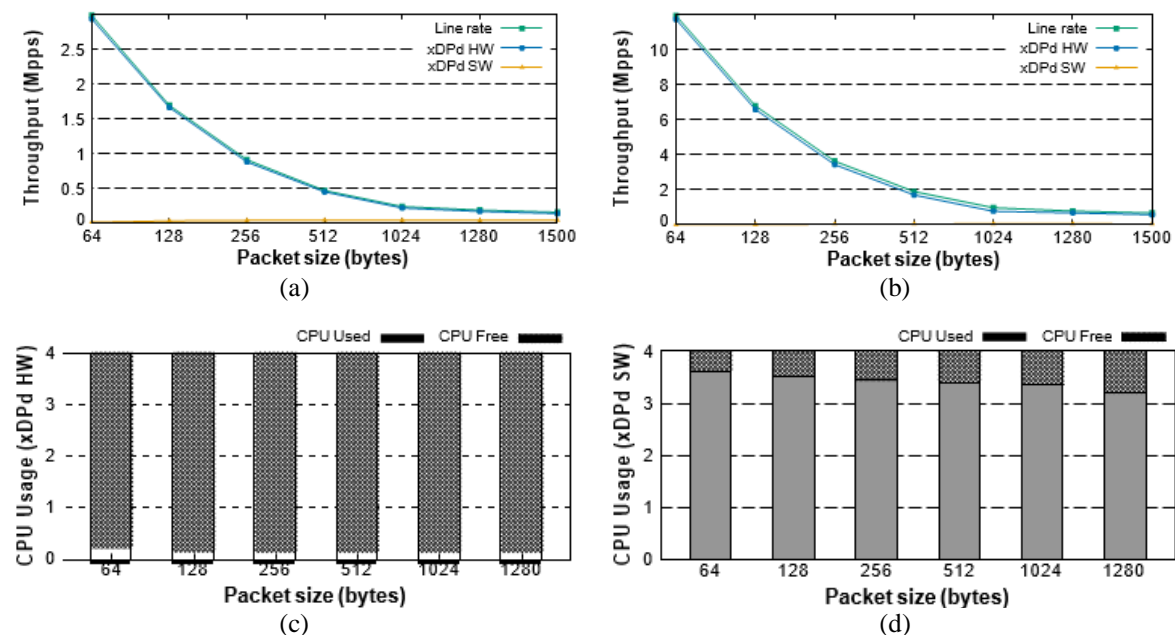 Throughput (Mpps)
2.5
2
1.5
1
0.5
0
Line rate
xDPd HW
xDPd SW
64 128 256 512 1024 1280 1500
Packet size (bytes)
(a)
Throughput (Mpps)
10
8
6
4
2
0
Line rate
xDPd HW
xDPd SW
64 128 256 512 1024 1280 1500
Packet size (bytes)
(b)
CPU Used CPU Free
CPU Usage (xDPd HW)
4
3
2
1
0
64 128 256 512 1024 1280
Packet size (bytes)
(c)
CPU Used CPU Free
CPU Usage (xDPd SW)
4
3
2
1
0
64 128 256 512 1024 1280
Packet size (bytes)
(d)